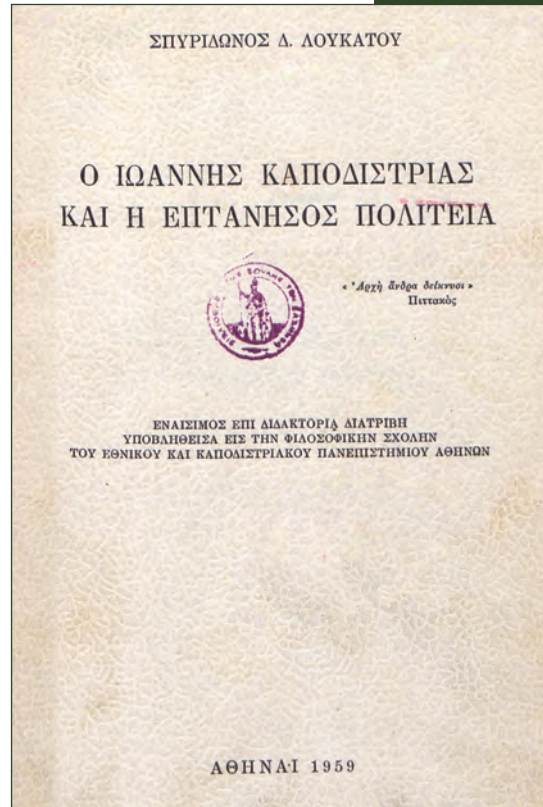 ΣΠΥΡΙΔΩΝΟΣ Δ. ΛΟΥΚΑΤΟΥ
Ο ΙΩΑΝΝΗΣ ΚΑΠΟΔΙΣΤΡΙΑΣ
ΚΑΙ Η ΕΠΤΑΝΗΣΟΣ ΠΟΛΙΤΕΙΑ
« Ἀρχὴ ἄνδρα δείκνυσι »
Πιττακὸς
ΕΝΑΙΣΙΜΟΣ ΕΠΙ ΔΙΔΑΚΤΟΡΙᾼ ΔΙΑΤΡΙΒΗ
ΥΠΟΒΛΗΘΕΙΣΑ ΕΙΣ ΤΗΝ ΦΙΛΟΣΟΦΙΚΗΝ ΣΧΟΛΗΝ
ΤΟΥ ΕΘΝΙΚΟΥ ΚΑΙ ΚΑΠΟΔΙΣΤΡΙΑΚΟΥ ΠΑΝΕΠΙΣΤΗΜΙΟΥ ΑΘΗΝΩΝ
ΑΘΗΝΑΙ 1959